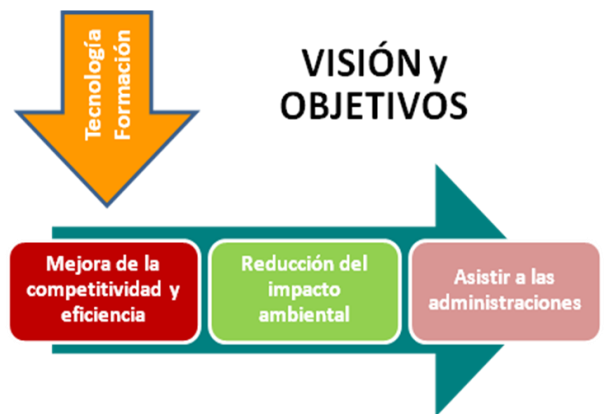 Tecnología
Formación
VISIÓN y
OBJETIVOS
Mejora de la
competitividad y
eficiencia
Reducción del
impacto
ambiental
Asistir a las
administraciones